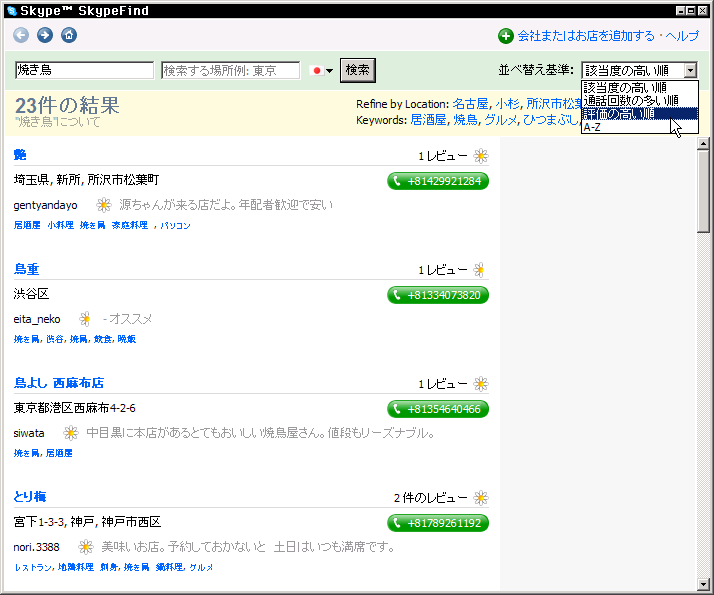 Skype™ SkypeFind
会社またはお店を追加する・ヘルプ
焼き鳥 検索する場所例: 東京 検索 並べ替え基準: 該当度の高い順
該当度の高い順
通話回数の多い順
評価の高い順
A-Z
23件の結果
"焼き鳥"について
Refine by Location: 名古屋, 小杉, 所沢市松葉
Keywords: 居酒屋, 焼鳥, グルメ, ひつまぶし,
艶 1 レビュー
埼玉県, 新所, 所沢市松葉町 +81429921284
gentyandayo 源ちゃんが来る店だよ。年配者歓迎で安い
居酒屋 小料理 焼き鳥 家庭料理 , パソコン
鳥重 1 レビュー
渋谷区 +81334073820
eita_neko - オススメ
焼き鳥, 渋谷, 焼鳥, 飲食, 晩飯
鳥よし 西麻布店 1 レビュー
東京都港区西麻布4-2-6 +81354640466
siwata 中目黒に本店があるとてもおいしい焼鳥屋さん。値段もリーズナブル。
焼き鳥, 居酒屋
とり梅 2 件のレビュー
宮下1-3-3, 神戸, 神戸市西区 +81789261192
nori.3388 美味いお店。予約しておかないと 土日はいつも満席です。
レストラン, 地鶏料理 刺身, 焼き鳥 鍋料理, グルメ